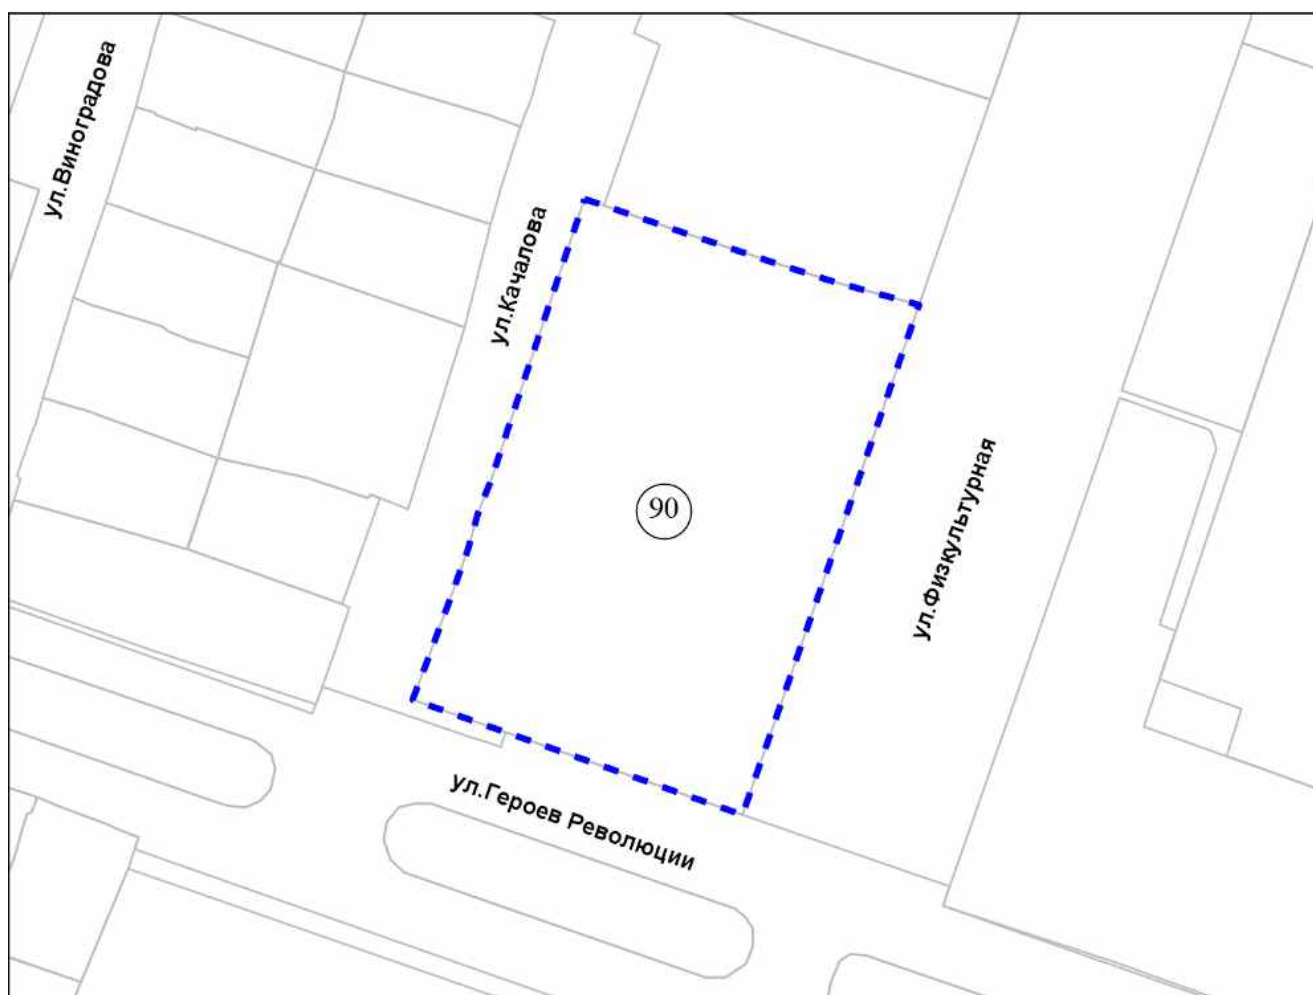 ул.Виноградова
ул.Качалова
90
ул.Физкультурная
ул.Героев Революции